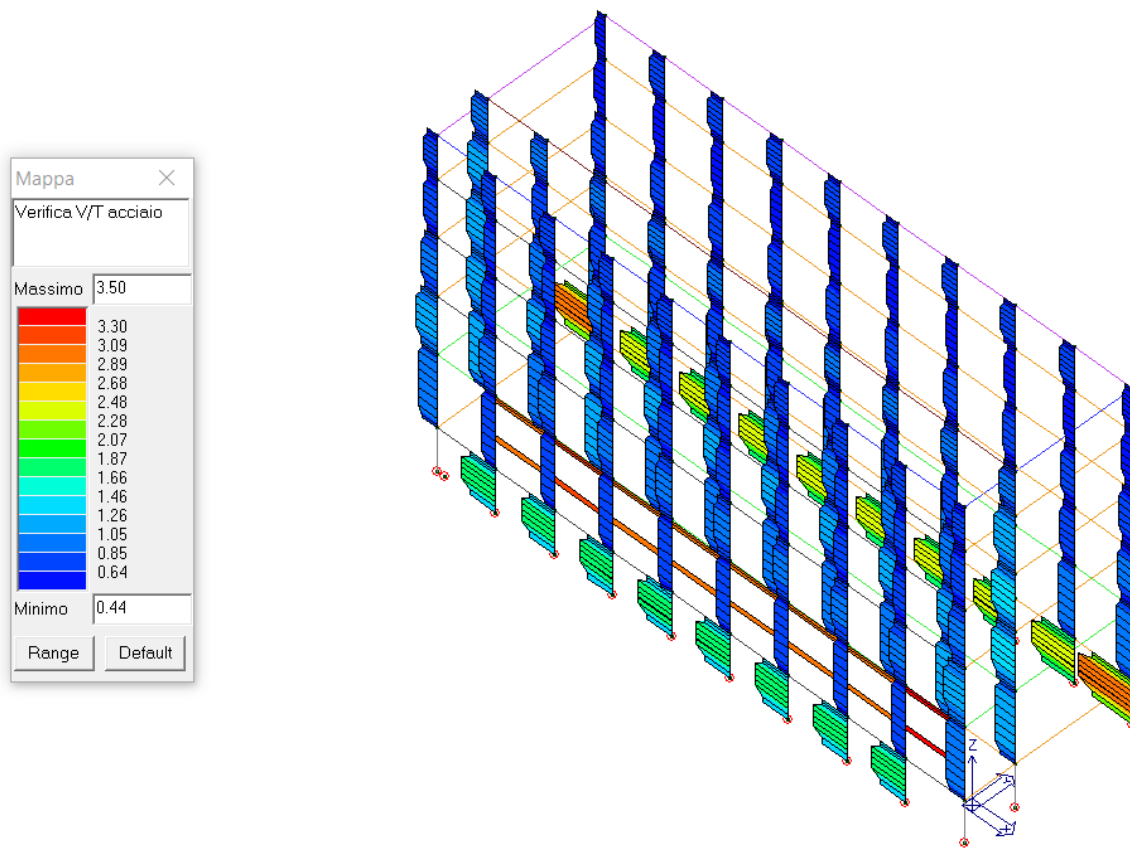 Mappa
Verifica V/T acciaio
Massimo 3.50
3.30
3.09
2.89
2.68
2.48
2.28
2.07
1.87
1.66
1.46
1.26
1.05
0.85
0.64
Minimo 0.44
Range Default
Z